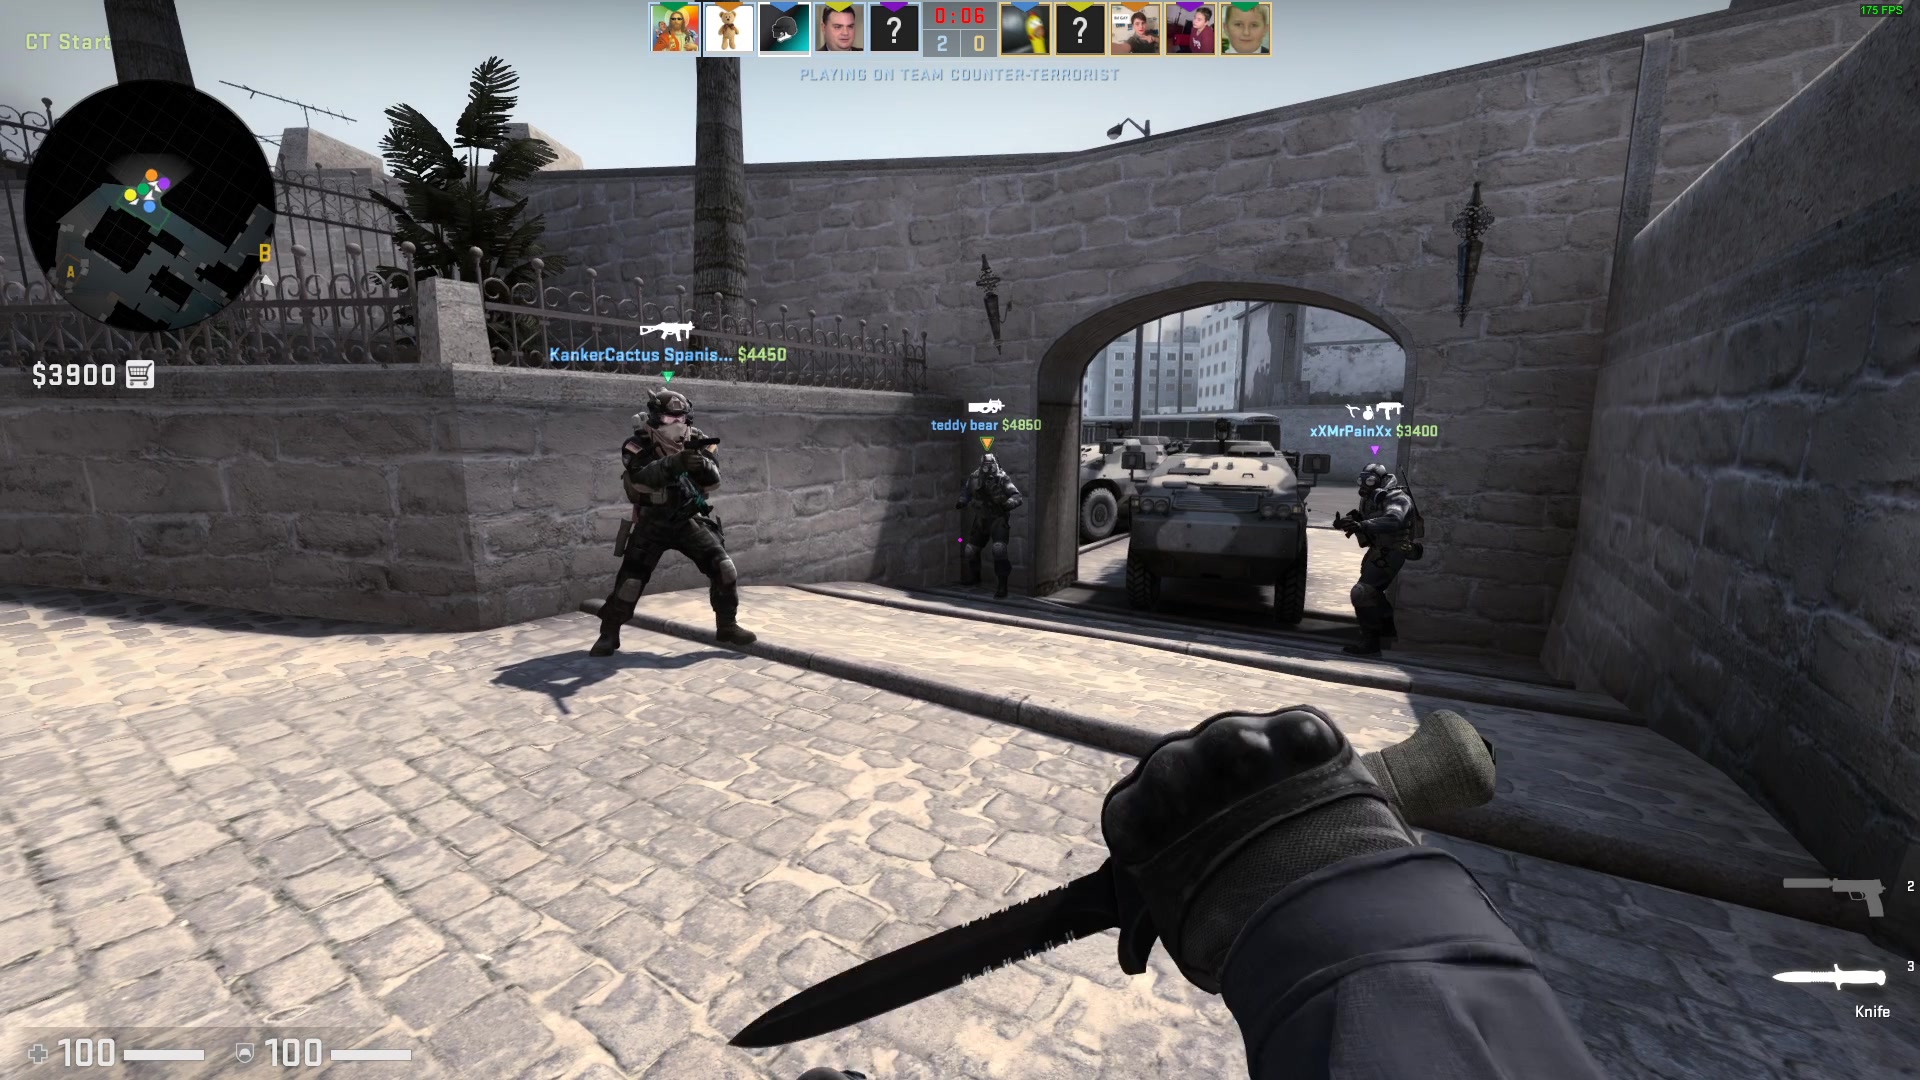 175 FPS
CT Start
? 0:06 ?
2 0
PLAYING ON TEAM COUNTER-TERRORIST
B
A
$3900
KankerCactus Spanis... $4450
teddy bear $4850
xXMrPainXx $3400
2
3
Knife
100 100